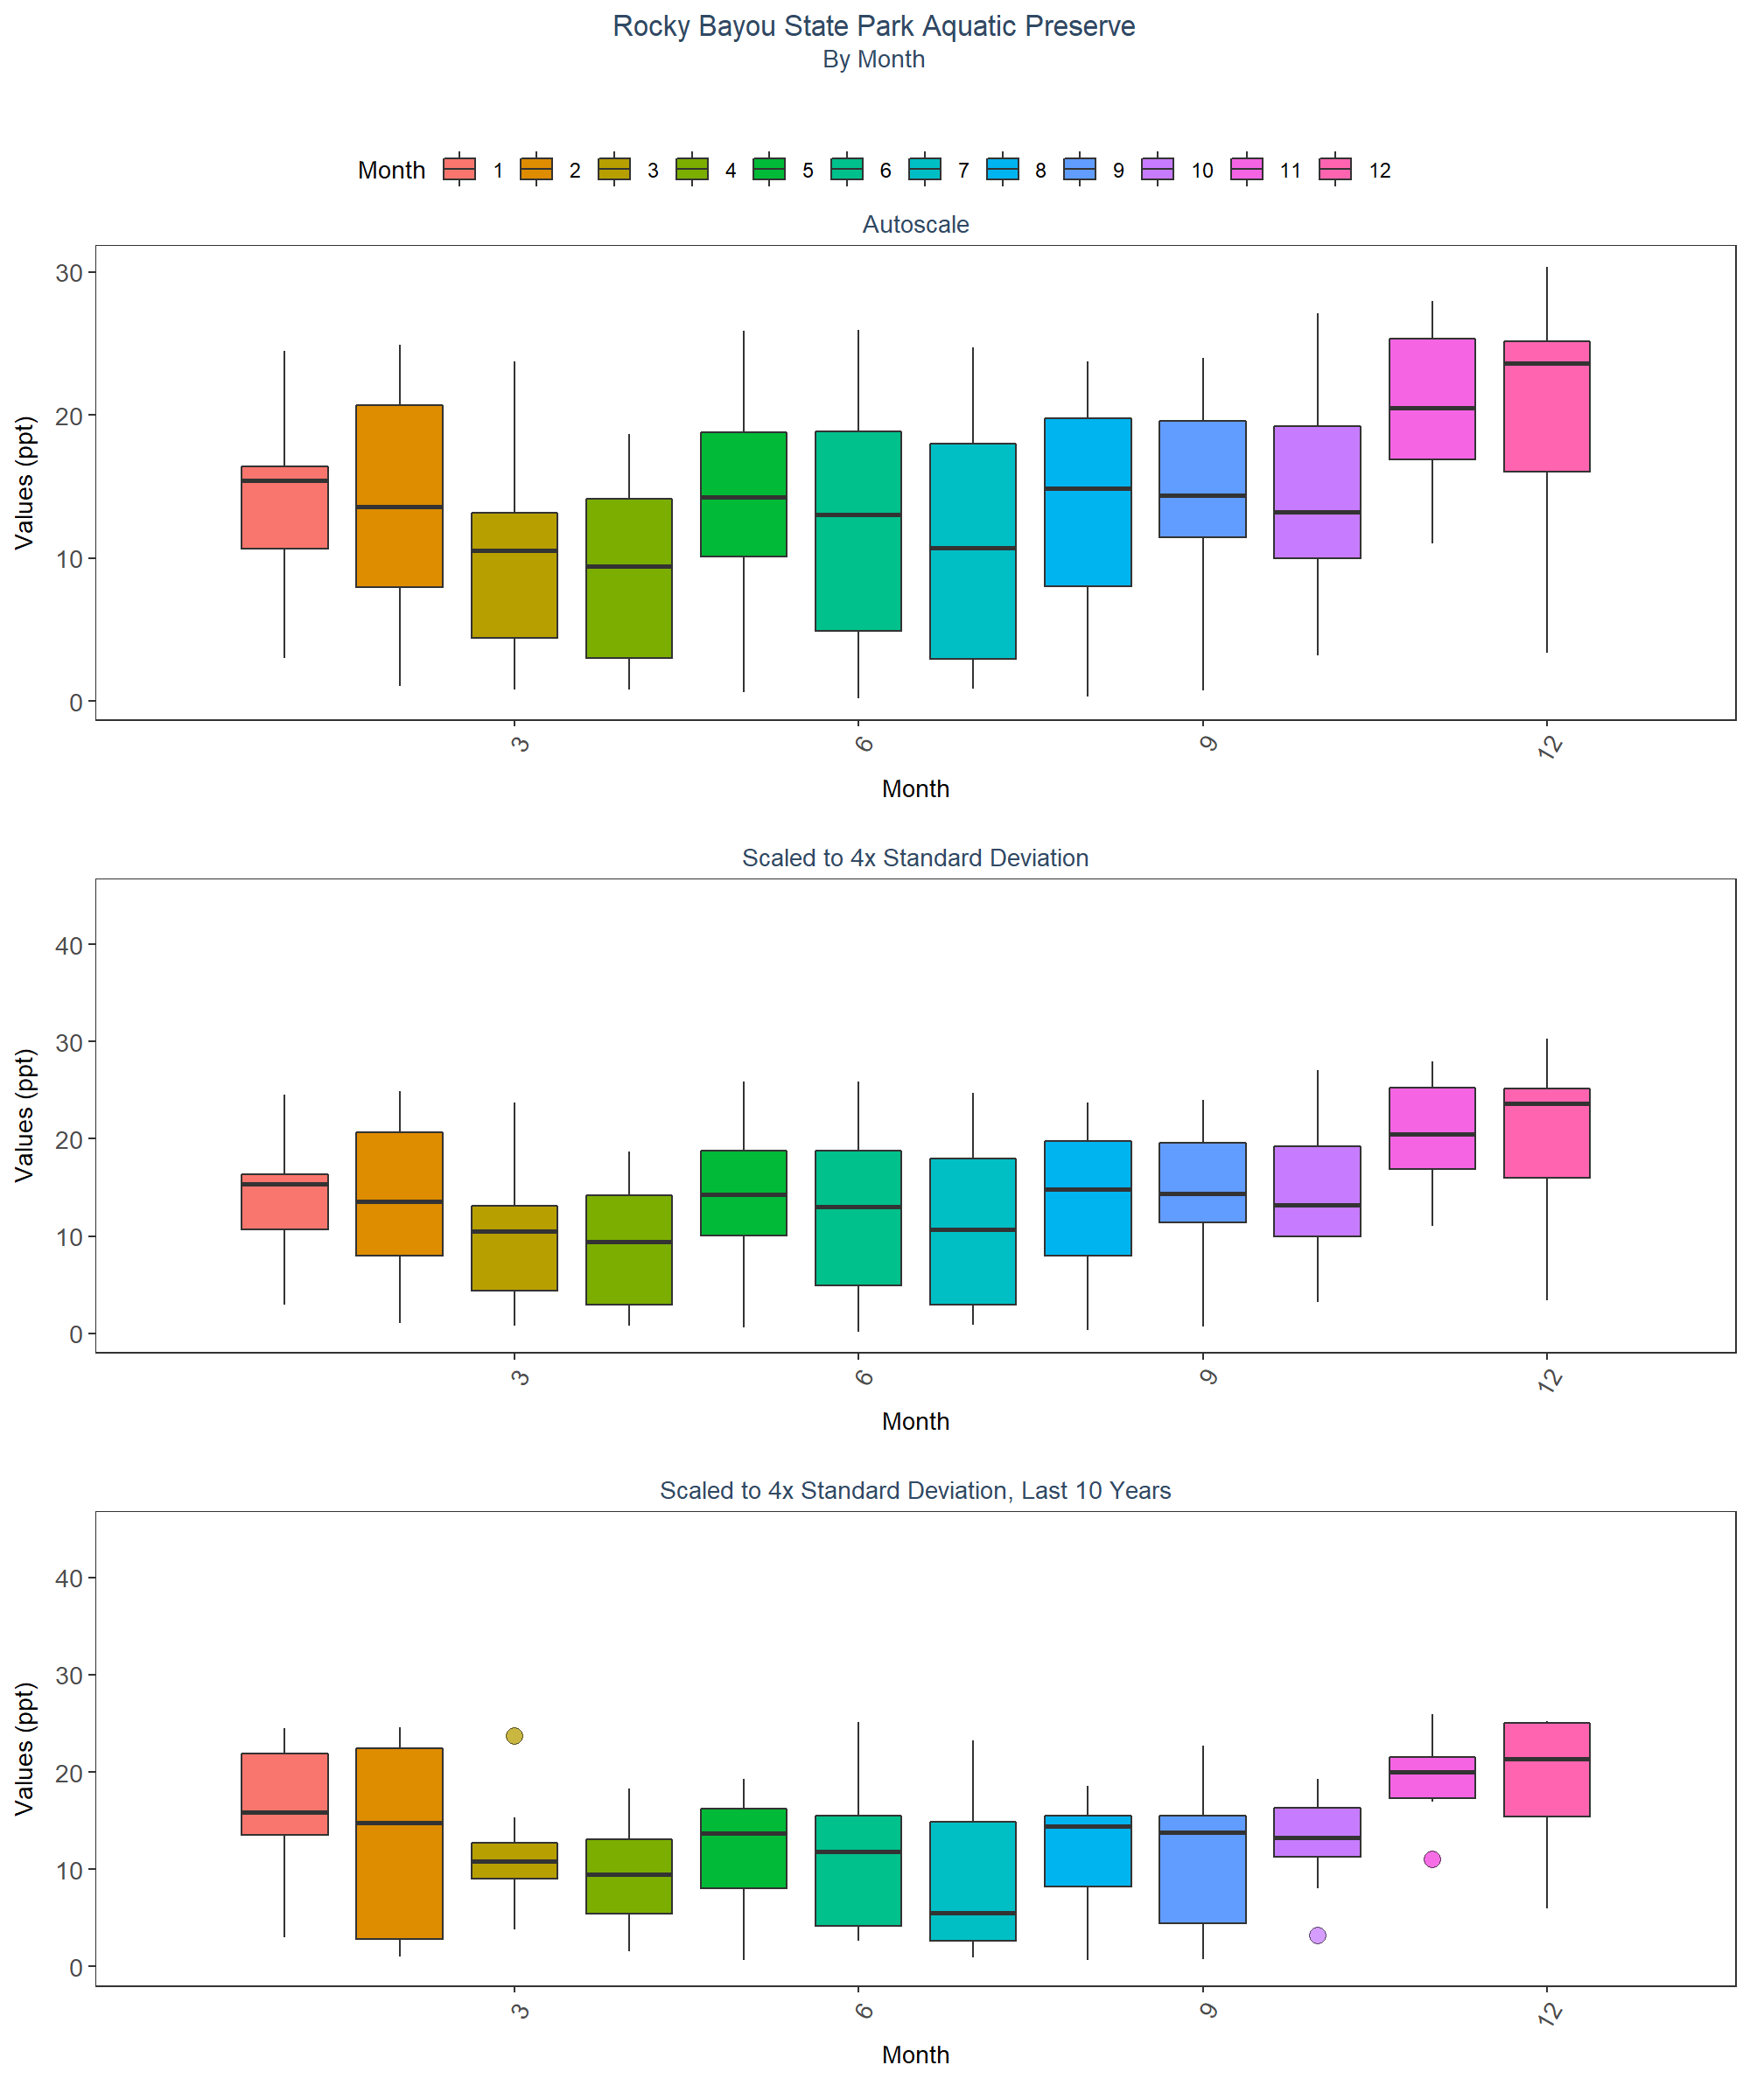 Rocky Bayou State Park Aquatic Preserve
By Month
Month 1 2 3 4 5 6 7 8 9 10 11 12
Autoscale
Values (ppt)
30
20
10
0
3 6 9 12
Month
Scaled to 4x Standard Deviation
Values (ppt)
40
30
20
10
0
3 6 9 12
Month
Scaled to 4x Standard Deviation, Last 10 Years
Values (ppt)
40
30
20
10
0
3 6 9 12
Month